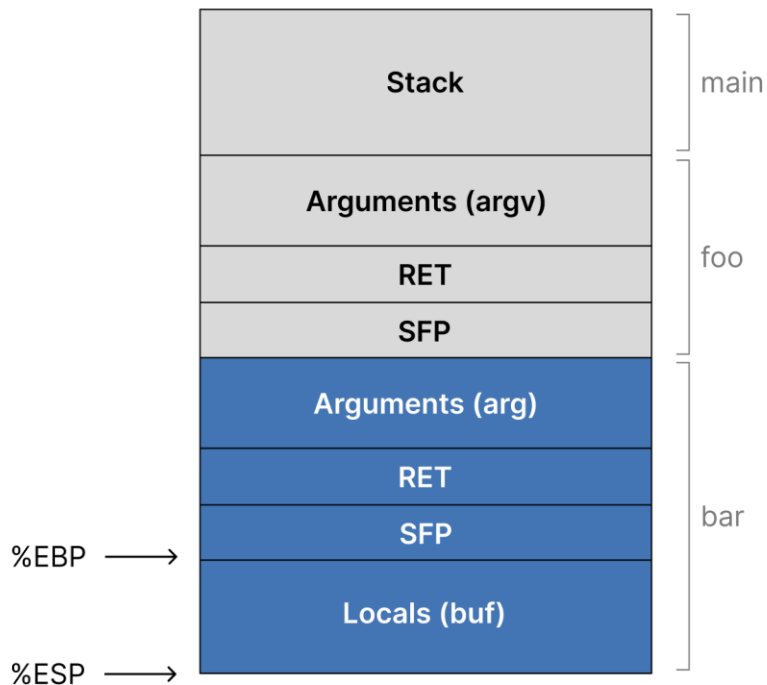 Stack
main
Arguments (argv)
RET
foo
SFP
Arguments (arg)
RET
bar
SFP
%EBP
Locals (buf)
%ESP